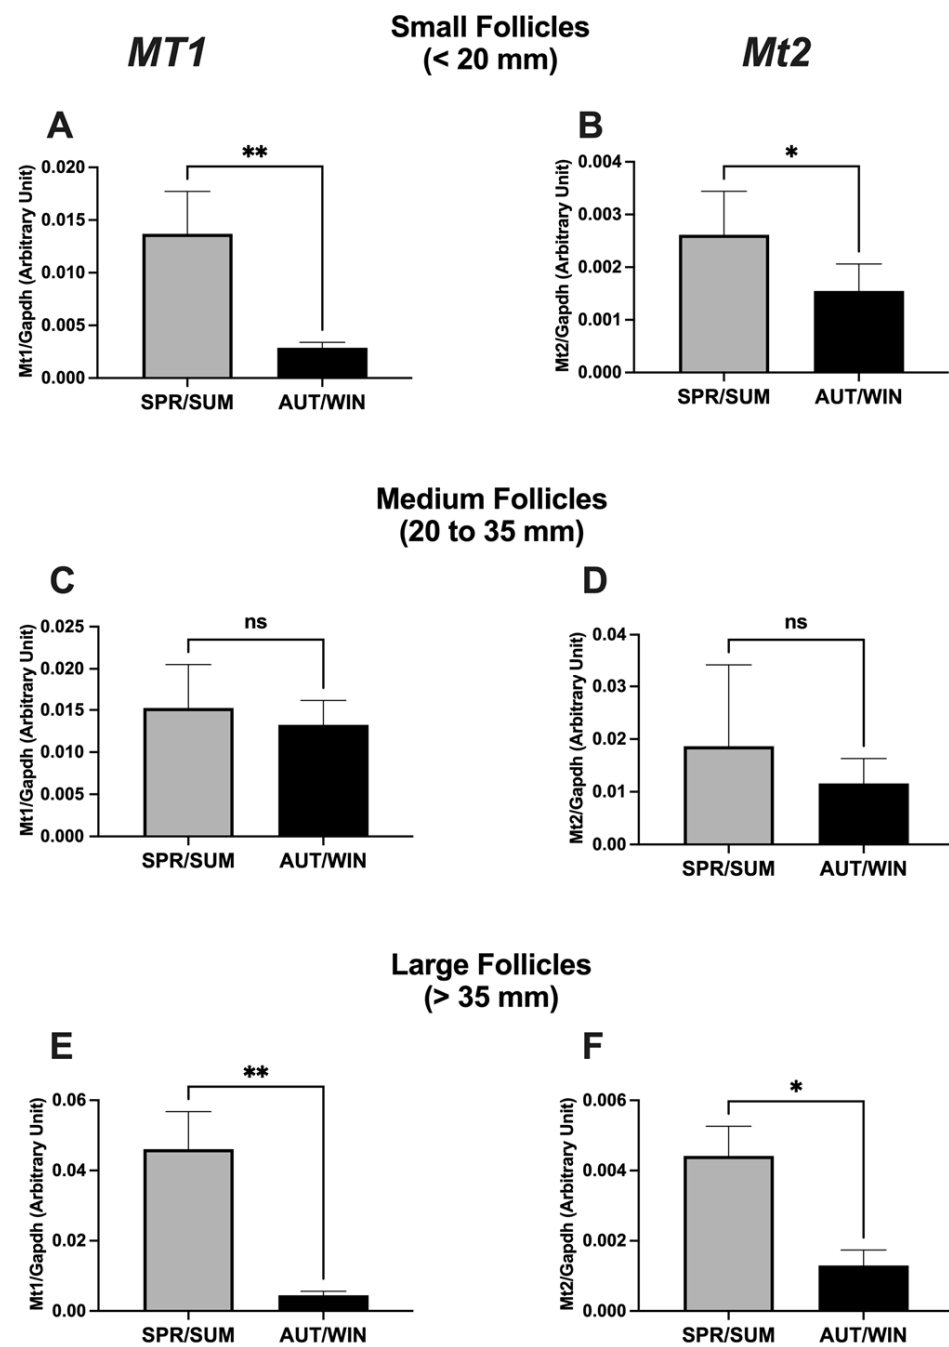 Small Follicles
(< 20 mm)
MT1
Mt2
A
**
Mt1/Gapdh (Arbitrary Unit)
0.020
0.015
0.010
0.005
0.000
SPR/SUM AUT/WIN
B
*
Mt2/Gapdh (Arbitrary Unit)
0.004
0.003
0.002
0.001
0.000
SPR/SUM AUT/WIN
Medium Follicles
(20 to 35 mm)
C
ns
Mt1/Gapdh (Arbitrary Unit)
0.025
0.020
0.015
0.010
0.005
0.000
SPR/SUM AUT/WIN
D
ns
Mt2/Gapdh (Arbitrary Unit)
0.04
0.03
0.02
0.01
0.00
SPR/SUM AUT/WIN
Large Follicles
(> 35 mm)
E
**
Mt1/Gapdh (Arbitrary Unit)
0.06
0.04
0.02
0.00
SPR/SUM AUT/WIN
F
*
Mt2/Gapdh (Arbitrary Unit)
0.006
0.004
0.002
0.000
SPR/SUM AUT/WIN